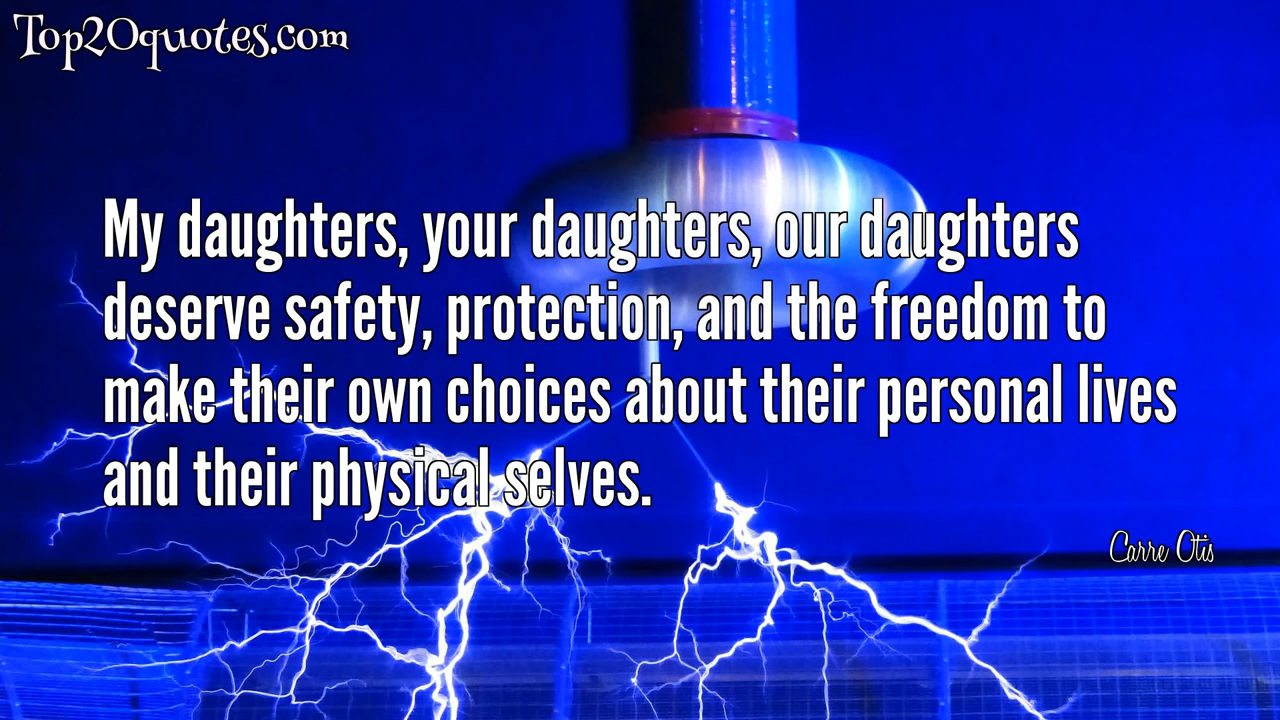 Top20quotes.com
My daughters, your daughters, our daughters
deserve safety, protection, and the freedom to
make their own choices about their personal lives
and their physical selves.
Carre Otis